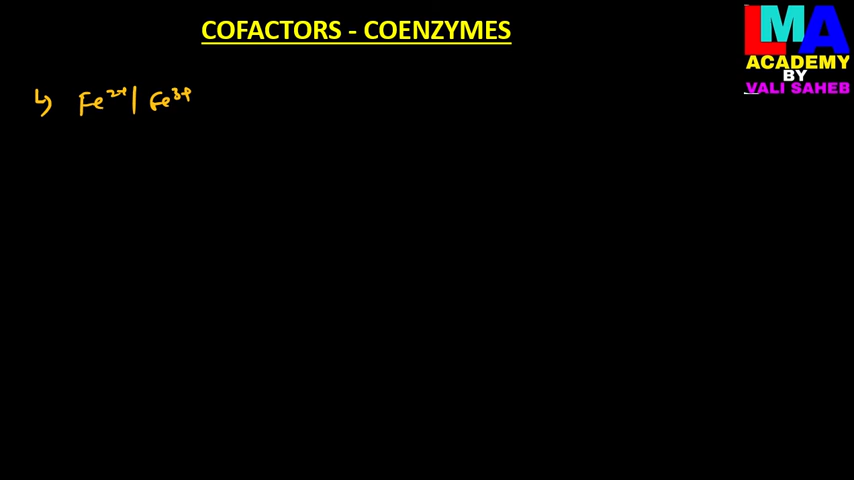 COFACTORS - COENZYMES
LMA
ACADEMY
BY
VALI SAHEB
↳ Fe²⁺ | Fe³⁺